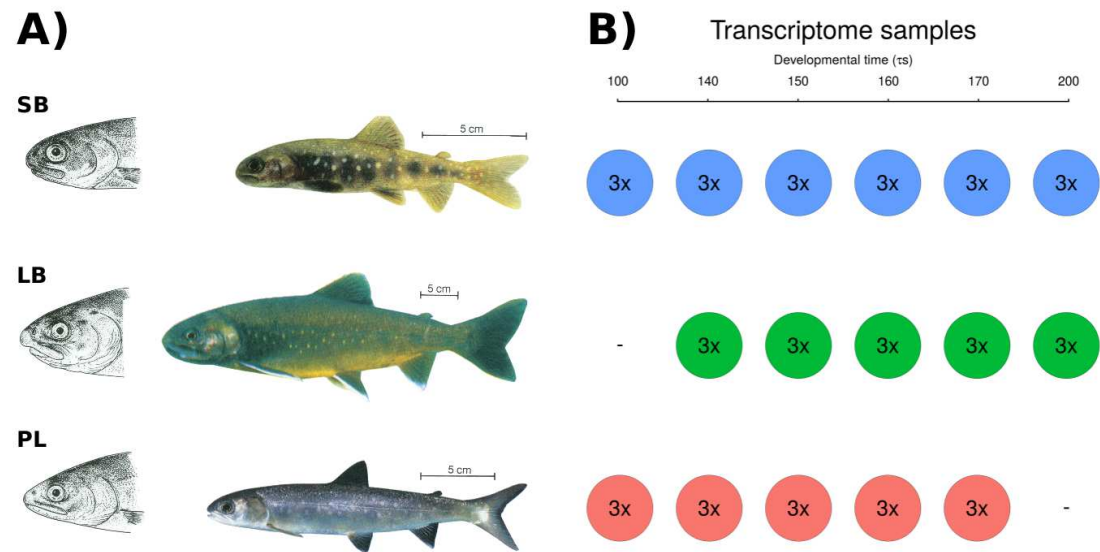 A)
SB
5 cm
LB
5 cm
PL
5 cm
B)
Transcriptome samples
Developmental time (τs)
100 140 150 160 170 200
3x 3x 3x 3x 3x 3x
- 3x 3x 3x 3x 3x
3x 3x 3x 3x 3x -